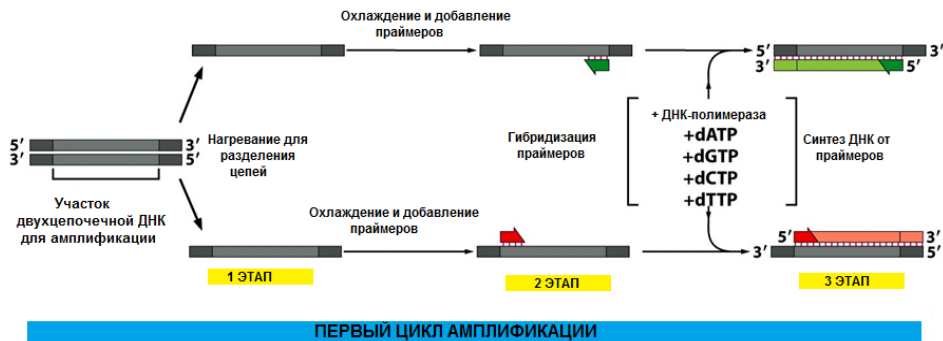 Охлаждение и добавление
праймеров
5′
3′
3′
5′
5′
3′
3′
5′
Нагревание для
разделения
цепей
Гибридизация
праймеров
+ ДНК-полимераза
+dATP
+dGTP
+dCTP
+dTTP
Синтез ДНК от
праймеров
Участок
двухцепочечной ДНК
для амплификации
Охлаждение и добавление
праймеров
5′
3′
3′
5′
1 ЭТАП
2 ЭТАП
3 ЭТАП
ПЕРВЫЙ ЦИКЛ АМПЛИФИКАЦИИ